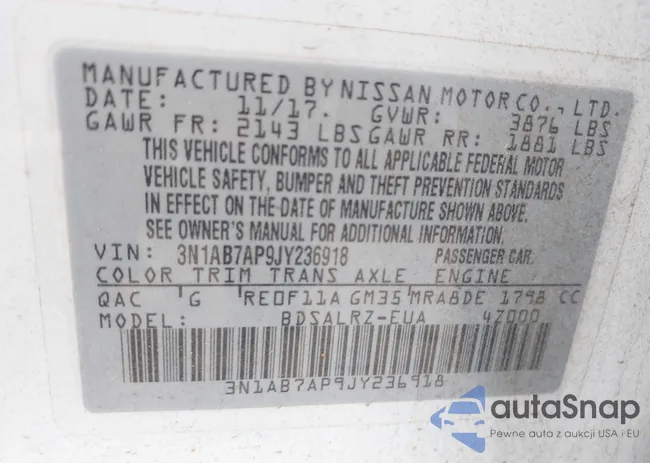 MANUFACTURED BY NISSAN MOTOR CO., LTD.
DATE: 11/17. GVWR: 3876 LBS
GAWR FR: 2143 LBS GAWR RR: 1881 LBS
THIS VEHICLE CONFORMS TO ALL APPLICABLE FEDERAL MOTOR
VEHICLE SAFETY, BUMPER AND THEFT PREVENTION STANDARDS
IN EFFECT ON THE DATE OF MANUFACTURE SHOWN ABOVE.
SEE OWNER'S MANUAL FOR ADDITIONAL INFORMATION.
VIN: 3N1AB7AP9JY236918 PASSENGER CAR.
COLOR TRIM TRANS AXLE ENGINE
QAC G RE0F11A GM35 MRA8DE 1798 CC
MODEL: BDSALRZ-EUA 4Z000
3N1AB7AP9JY236918
autaSnap
Pewne auta z aukcji USA i EU